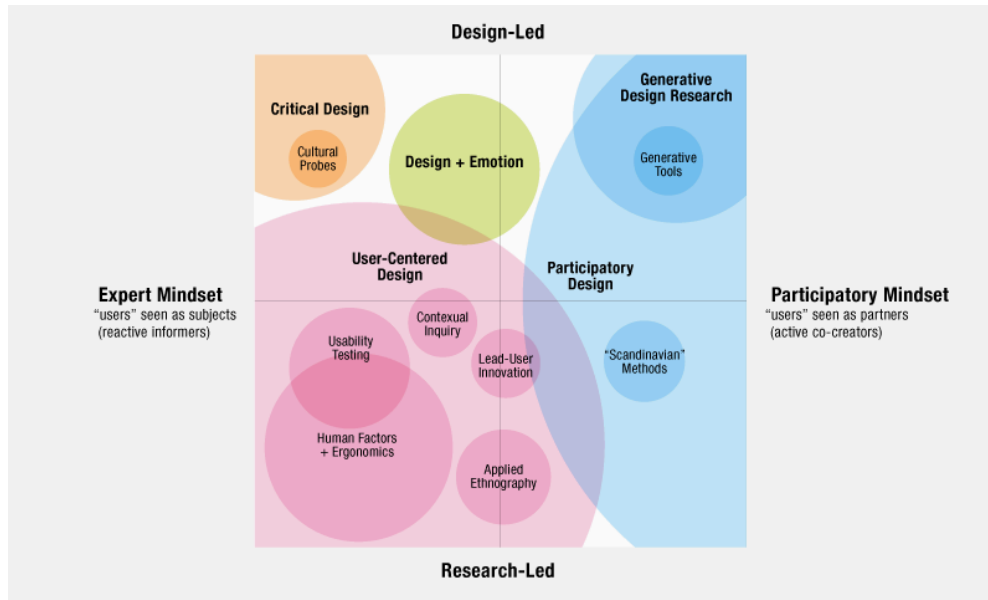 Design-Led
Critical Design
Cultural
Probes
Design + Emotion
Generative
Design Research
Generative
Tools
User-Centered
Design
Participatory
Design
Expert Mindset
“users” seen as subjects
(reactive informers)
Participatory Mindset
“users” seen as partners
(active co-creators)
Contexual
Inquiry
Usability
Testing
Lead-User
Innovation
“Scandinavian”
Methods
Human Factors
+ Ergonomics
Applied
Ethnography
Research-Led